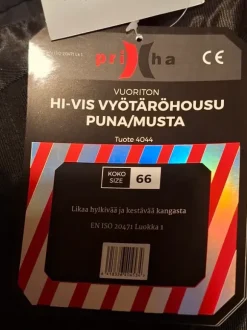 priha
CE
VUORITON
HI-VIS VYÖTÄRÖHOUSU
PUNA/MUSTA
Tuote 4044
KOKO
SIZE
66
Likaa hylkivää ja kestävää kangasta
EN ISO 20471 Luokka 1